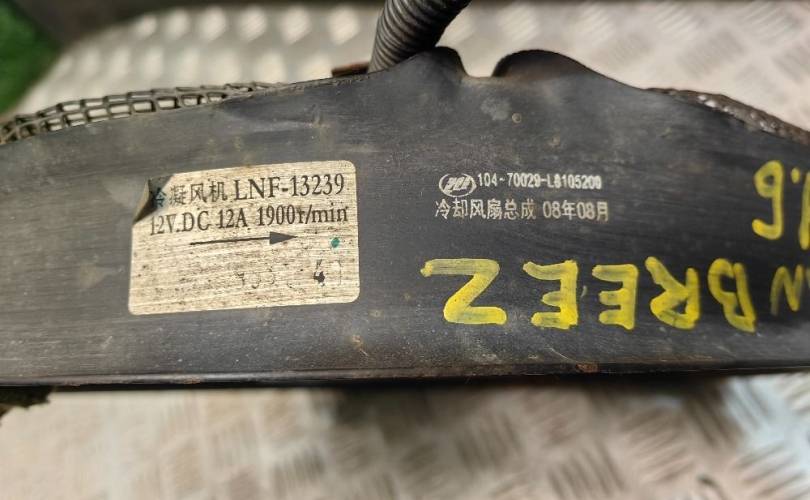 冷凝风机 LNF-13239
12V.DC 12A 1900r/min
104-70029-L8105200
冷却风扇总成 08年08月
BREEZ
1.6